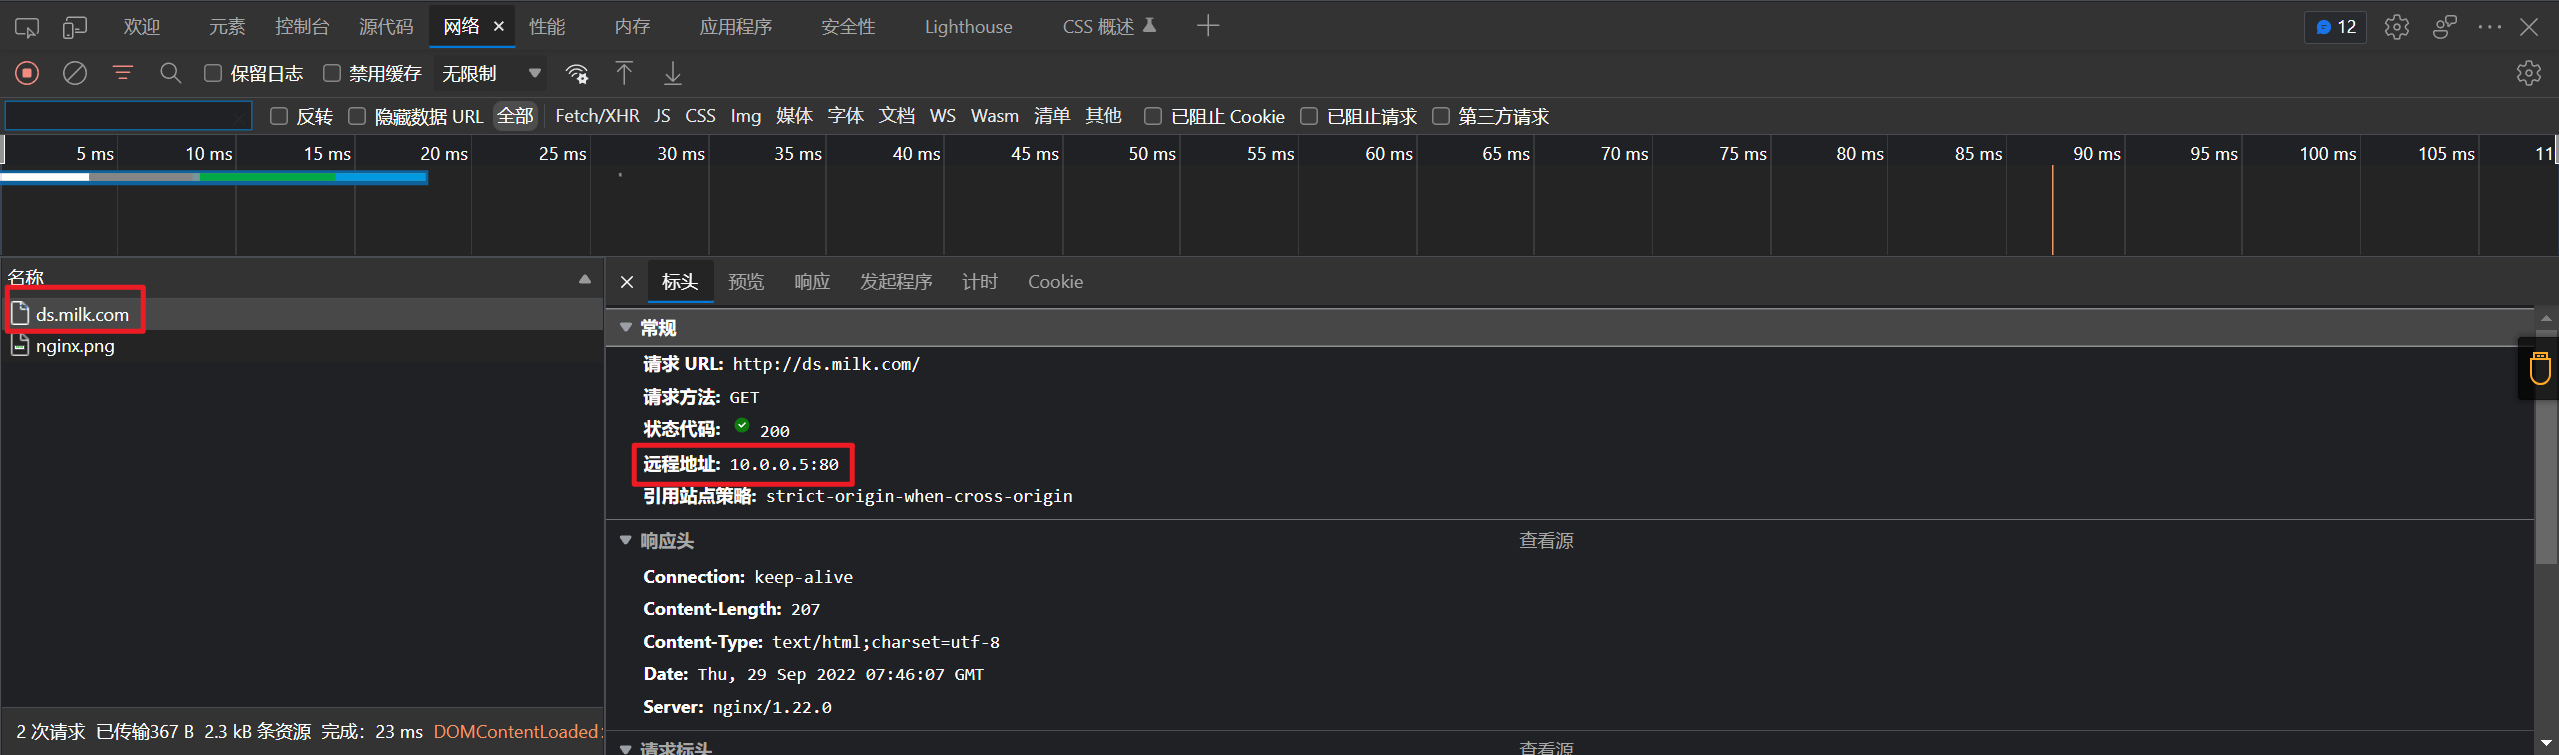 欢迎 元素 控制台 源代码 网络 性能 内存 应用程序 安全性 Lighthouse CSS 概述 12
保留日志 禁用缓存 无限制
反转 隐藏数据 URL 全部 Fetch/XHR JS CSS Img 媒体 字体 文档 WS Wasm 清单 其他 已阻止 Cookie 已阻止请求 第三方请求
5 ms 10 ms 15 ms 20 ms 25 ms 30 ms 35 ms 40 ms 45 ms 50 ms 55 ms 60 ms 65 ms 70 ms 75 ms 80 ms 85 ms 90 ms 95 ms 100 ms 105 ms 11
名称
ds.milk.com
nginx.png
标头 预览 响应 发起程序 计时 Cookie
常规
请求 URL: http://ds.milk.com/
请求方法: GET
状态代码: 200
远程地址: 10.0.0.5:80
引用站点策略: strict-origin-when-cross-origin
响应头 查看源
Connection: keep-alive
Content-Length: 207
Content-Type: text/html;charset=utf-8
Date: Thu, 29 Sep 2022 07:46:07 GMT
Server: nginx/1.22.0
请求标头 查看源
2 次请求 已传输367 B 2.3 kB 条资源 完成: 23 ms DOMContentLoaded: